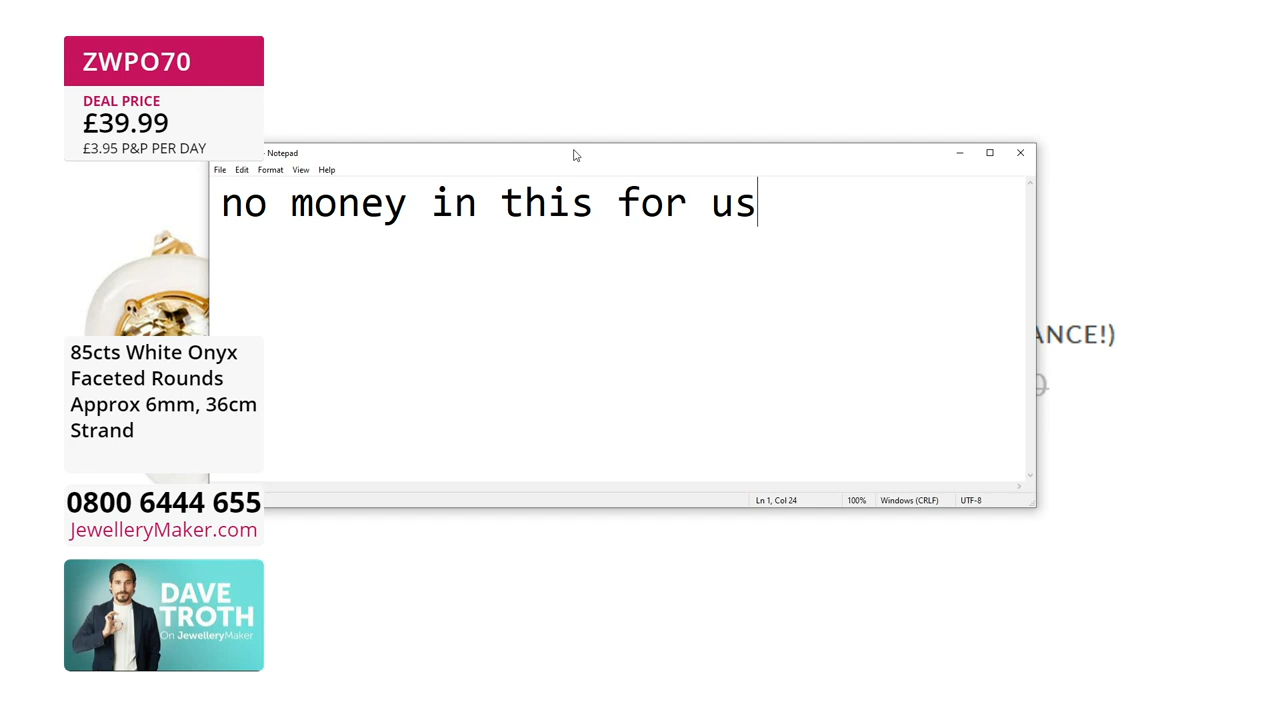 ZWPO70
DEAL PRICE
£39.99
£3.95 P&P PER DAY
- Notepad
File Edit Format View Help
no money in this for us
85cts White Onyx
Faceted Rounds
Approx 6mm, 36cm
Strand
ANCE!)
0
Ln 1, Col 24 100% Windows (CRLF) UTF-8
0800 6444 655
JewelleryMaker.com
DAVE
TROTH
On JewelleryMaker